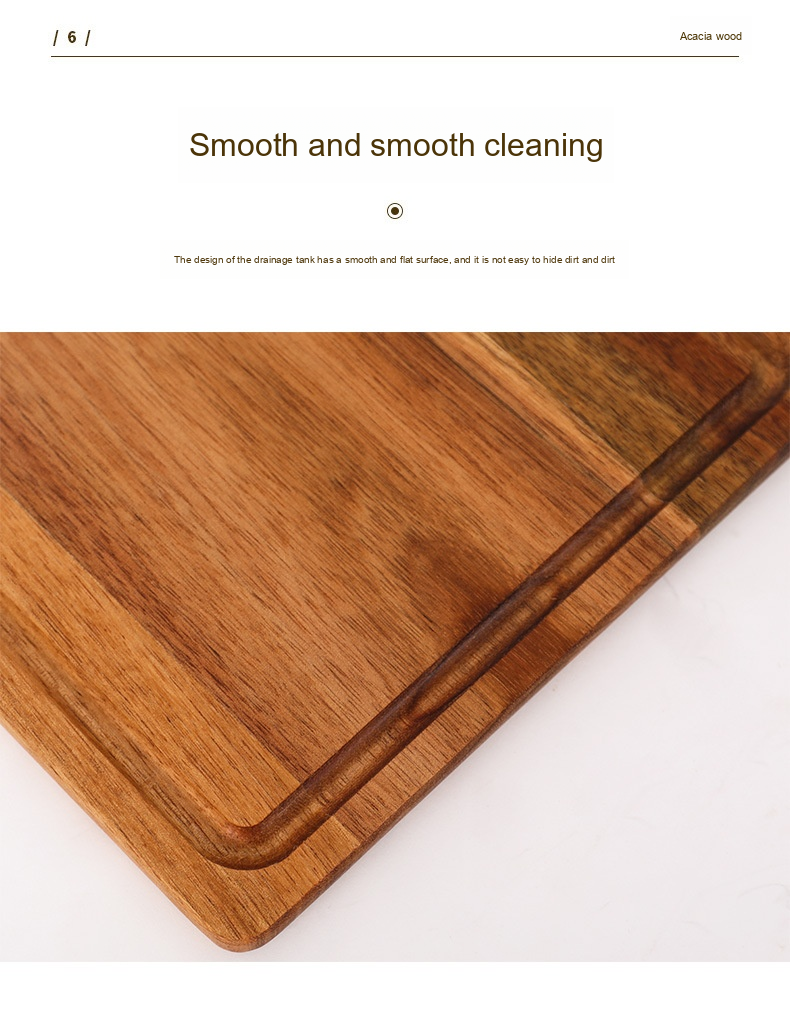 / 6 /
Acacia wood
Smooth and smooth cleaning
The design of the drainage tank has a smooth and flat surface, and it is not easy to hide dirt and dirt